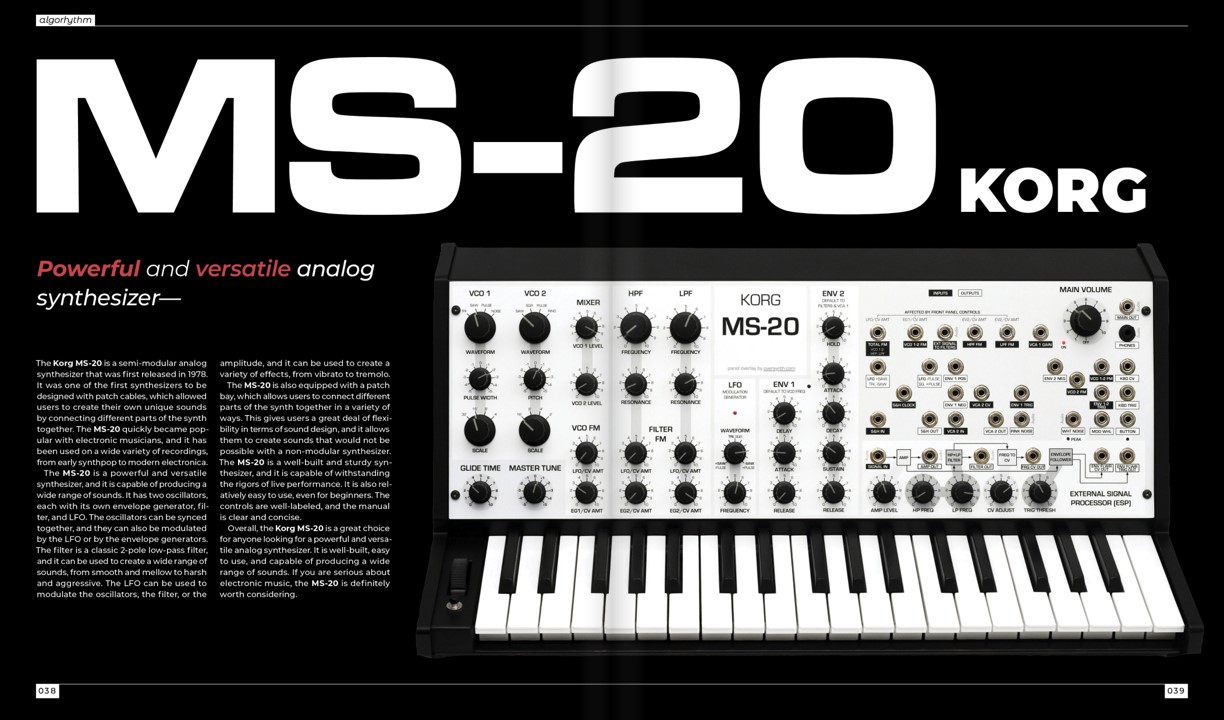 algorhythm
MS-20
KORG
Powerful and versatile analog
synthesizer—
The Korg MS-20 is a semi-modular analog
synthesizer that was first released in 1978.
It was one of the first synthesizers to be
designed with patch cables, which allowed
users to create their own unique sounds
by connecting different parts of the synth
together. The MS-20 quickly became pop-
ular with electronic musicians, and it has
been used on a wide variety of recordings,
from early synthpop to modern electronica.
The MS-20 is a powerful and versatile
synthesizer, and it is capable of producing a
wide range of sounds. It has two oscillators,
each with its own envelope generator, fil-
ter, and LFO. The oscillators can be synced
together, and they can also be modulated
by the LFO or by the envelope generators.
The filter is a classic 2-pole low-pass filter,
and it can be used to create a wide range of
sounds, from smooth and mellow to harsh
and aggressive. The LFO can be used to
modulate the oscillators, the filter, or the
amplitude, and it can be used to create a
variety of effects, from vibrato to tremolo.
The MS-20 is also equipped with a patch
bay, which allows users to connect different
parts of the synth together in a variety of
ways. This gives users a great deal of flexi-
bility in terms of sound design, and it allows
them to create sounds that would not be
possible with a non-modular synthesizer.
The MS-20 is a well-built and sturdy syn-
thesizer, and it is capable of withstanding
the rigors of live performance. It is also rel-
atively easy to use, even for beginners. The
controls are well-labeled, and the manual
is clear and concise.
Overall, the Korg MS-20 is a great choice
for anyone looking for a powerful and versa-
tile analog synthesizer. It is well-built, easy
to use, and capable of producing a wide
range of sounds. If you are serious about
electronic music, the MS-20 is definitely
worth considering.
VCO 1
VCO 2
MIXER
HPF
LPF
KORG
MS-20
ENV 2
INPUTS OUTPUTS
MAIN VOLUME
AFFECTED BY FRONT PANEL CONTROLS
MAIN OUT
PHONES
WAVEFORM
WAVEFORM
VCO 1 LEVEL
FREQUENCY
FREQUENCY
HOLD
PULSE WIDTH
PITCH
VCO 2 LEVEL
RESONANCE
RESONANCE
LFO
MODULATION
GENERATOR
ENV 1
ATTACK
SCALE
SCALE
VCO FM
FILTER
FM
WAVEFORM
DELAY
DECAY
GLIDE TIME
MASTER TUNE
LFO/CV AMT
LFO/CV AMT
LFO/CV AMT
ATTACK
SUSTAIN
EG1/CV AMT
EG2/CV AMT
EG2/CV AMT
FREQUENCY
RELEASE
RELEASE
SIGNAL IN
AMP
AMP OUT
FILTER OUT
ENVELOPE
FOLLOWER
AMP LEVEL
HP FREQ
LP FREQ
CV ADJUST
TRIG THRESH
EXTERNAL SIGNAL
PROCESSOR (ESP)
038
039